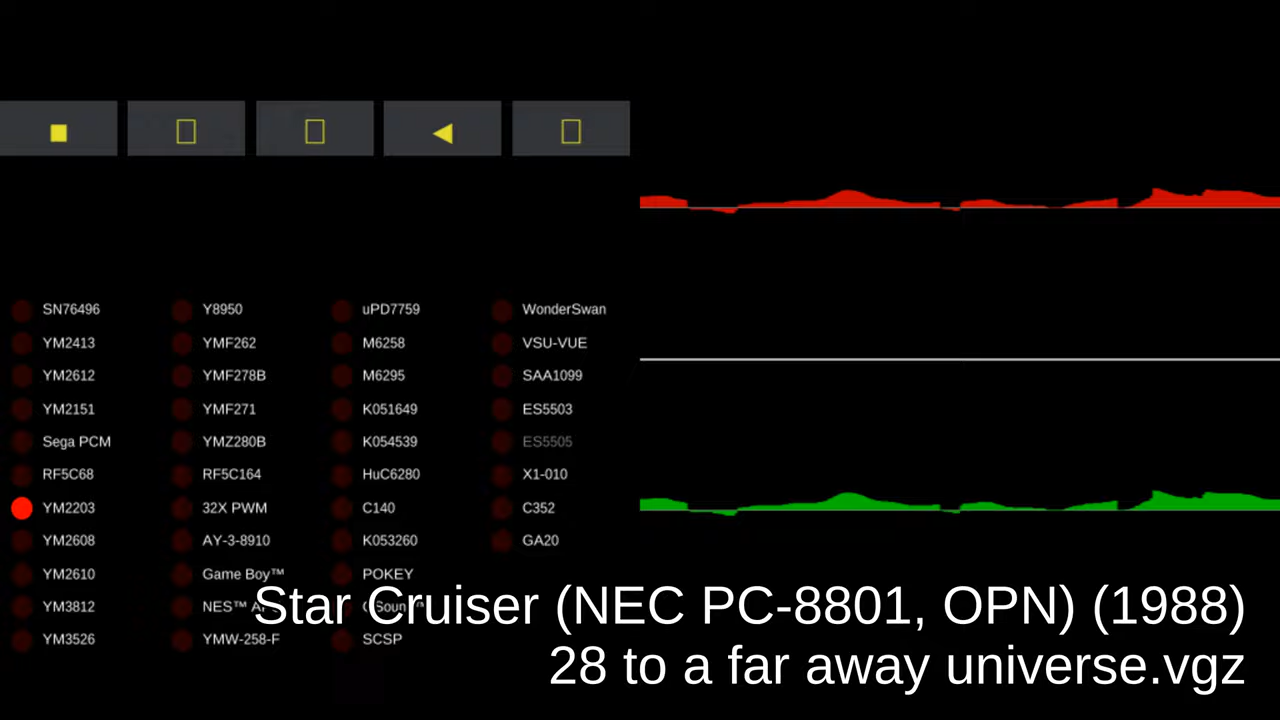 SN76496 Y8950 uPD7759 WonderSwan
YM2413 YMF262 M6258 VSU-VUE
YM2612 YMF278B M6295 SAA1099
YM2151 YMF271 K051649 ES5503
Sega PCM YMZ280B K054539 ES5505
RF5C68 RF5C164 HuC6280 X1-010
YM2203 32X PWM C140 C352
YM2608 AY-3-8910 K053260 GA20
YM2610 Game Boy™ POKEY
YM3812 NES™
YM3526 YMW-258-F SCSP
Star Cruiser (NEC PC-8801, OPN) (1988)
28 to a far away universe.vgz